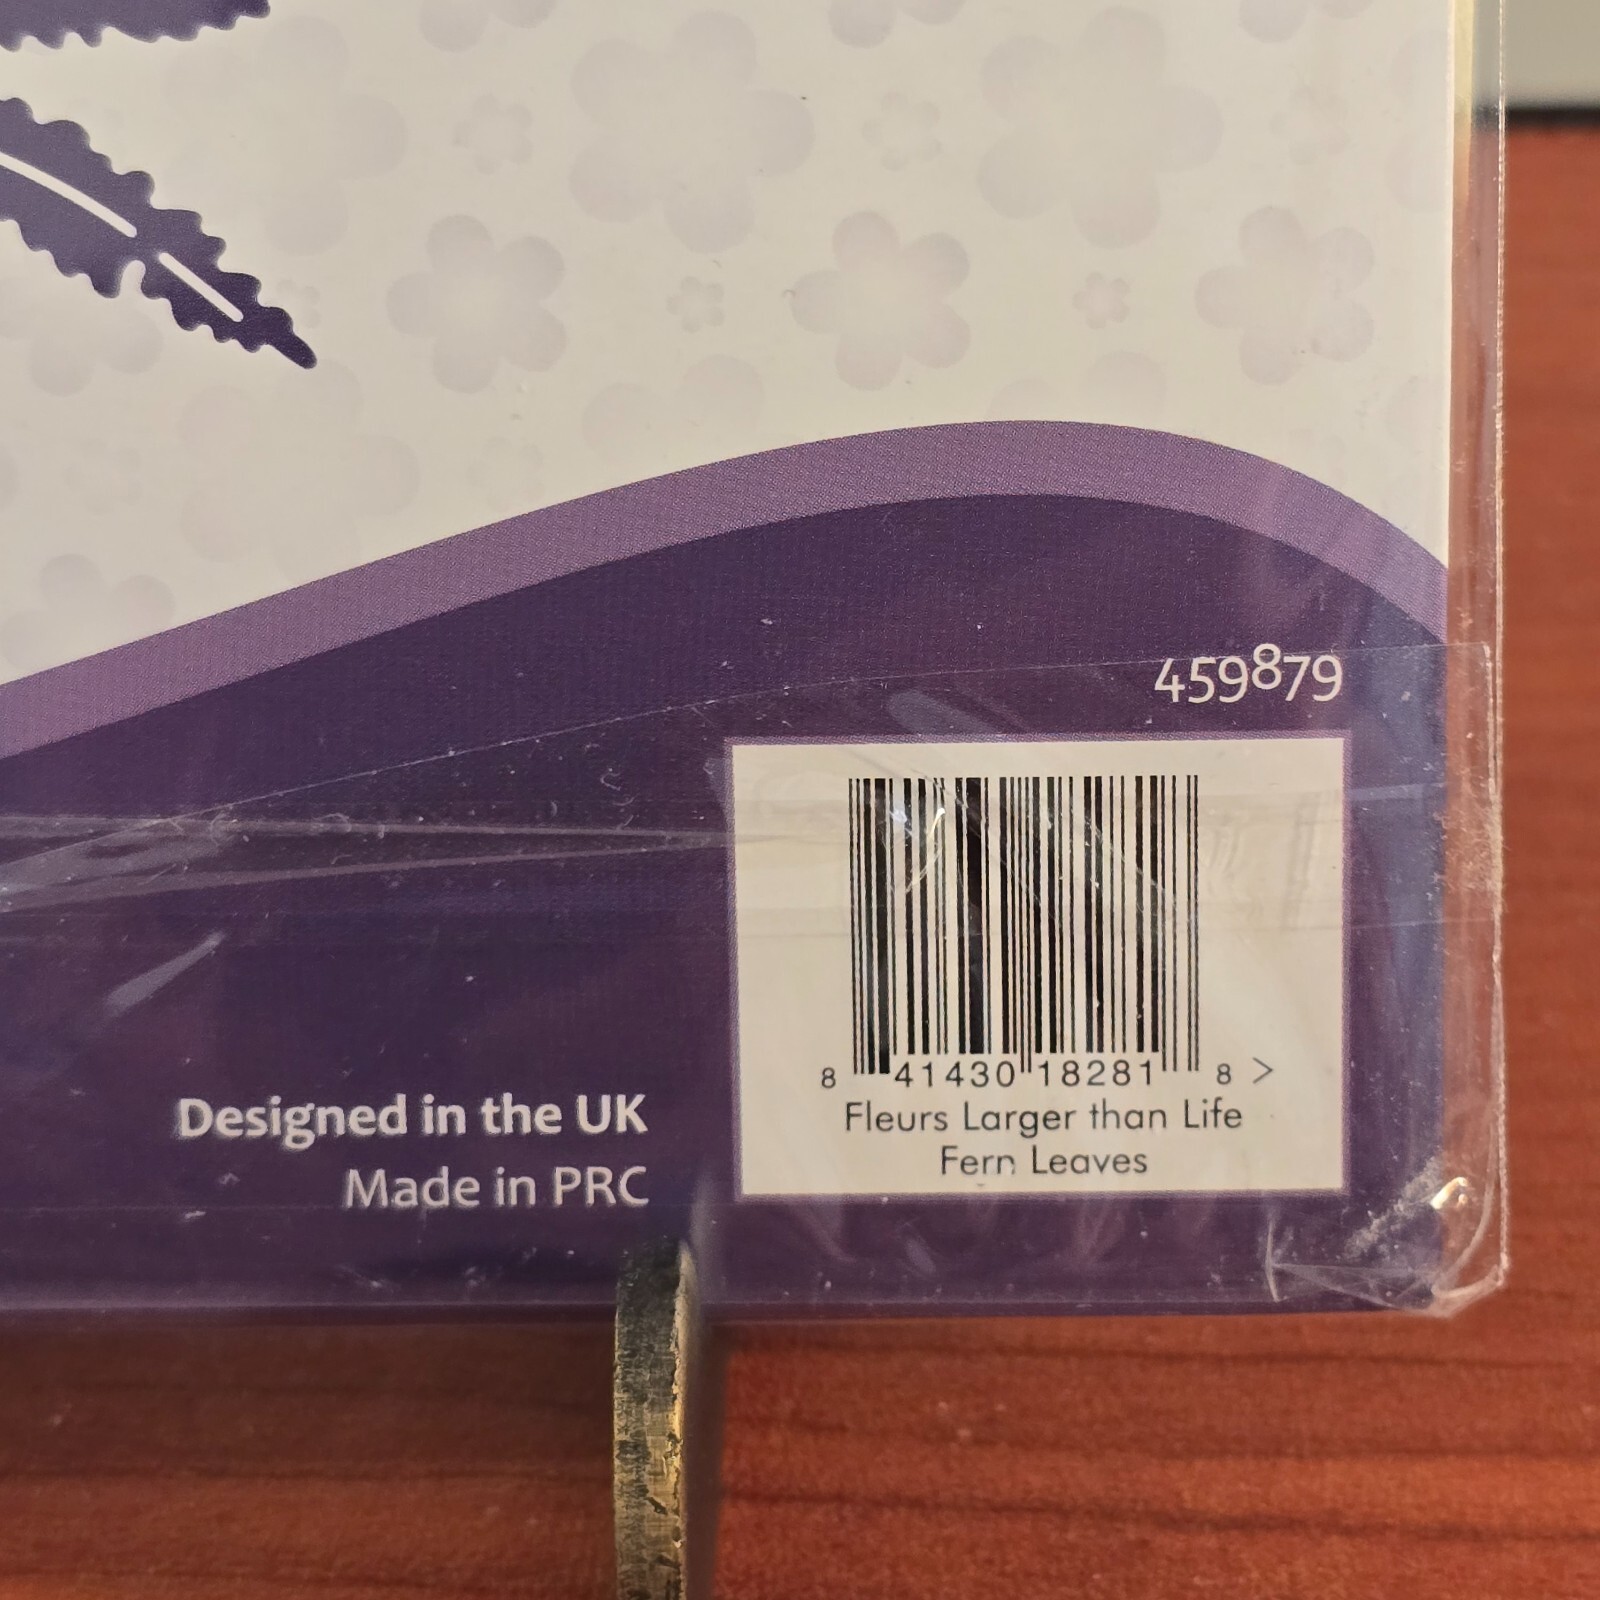 459879
8 41430 18281 8 >
Fleurs Larger than Life
Fern Leaves
Designed in the UK
Made in PRC